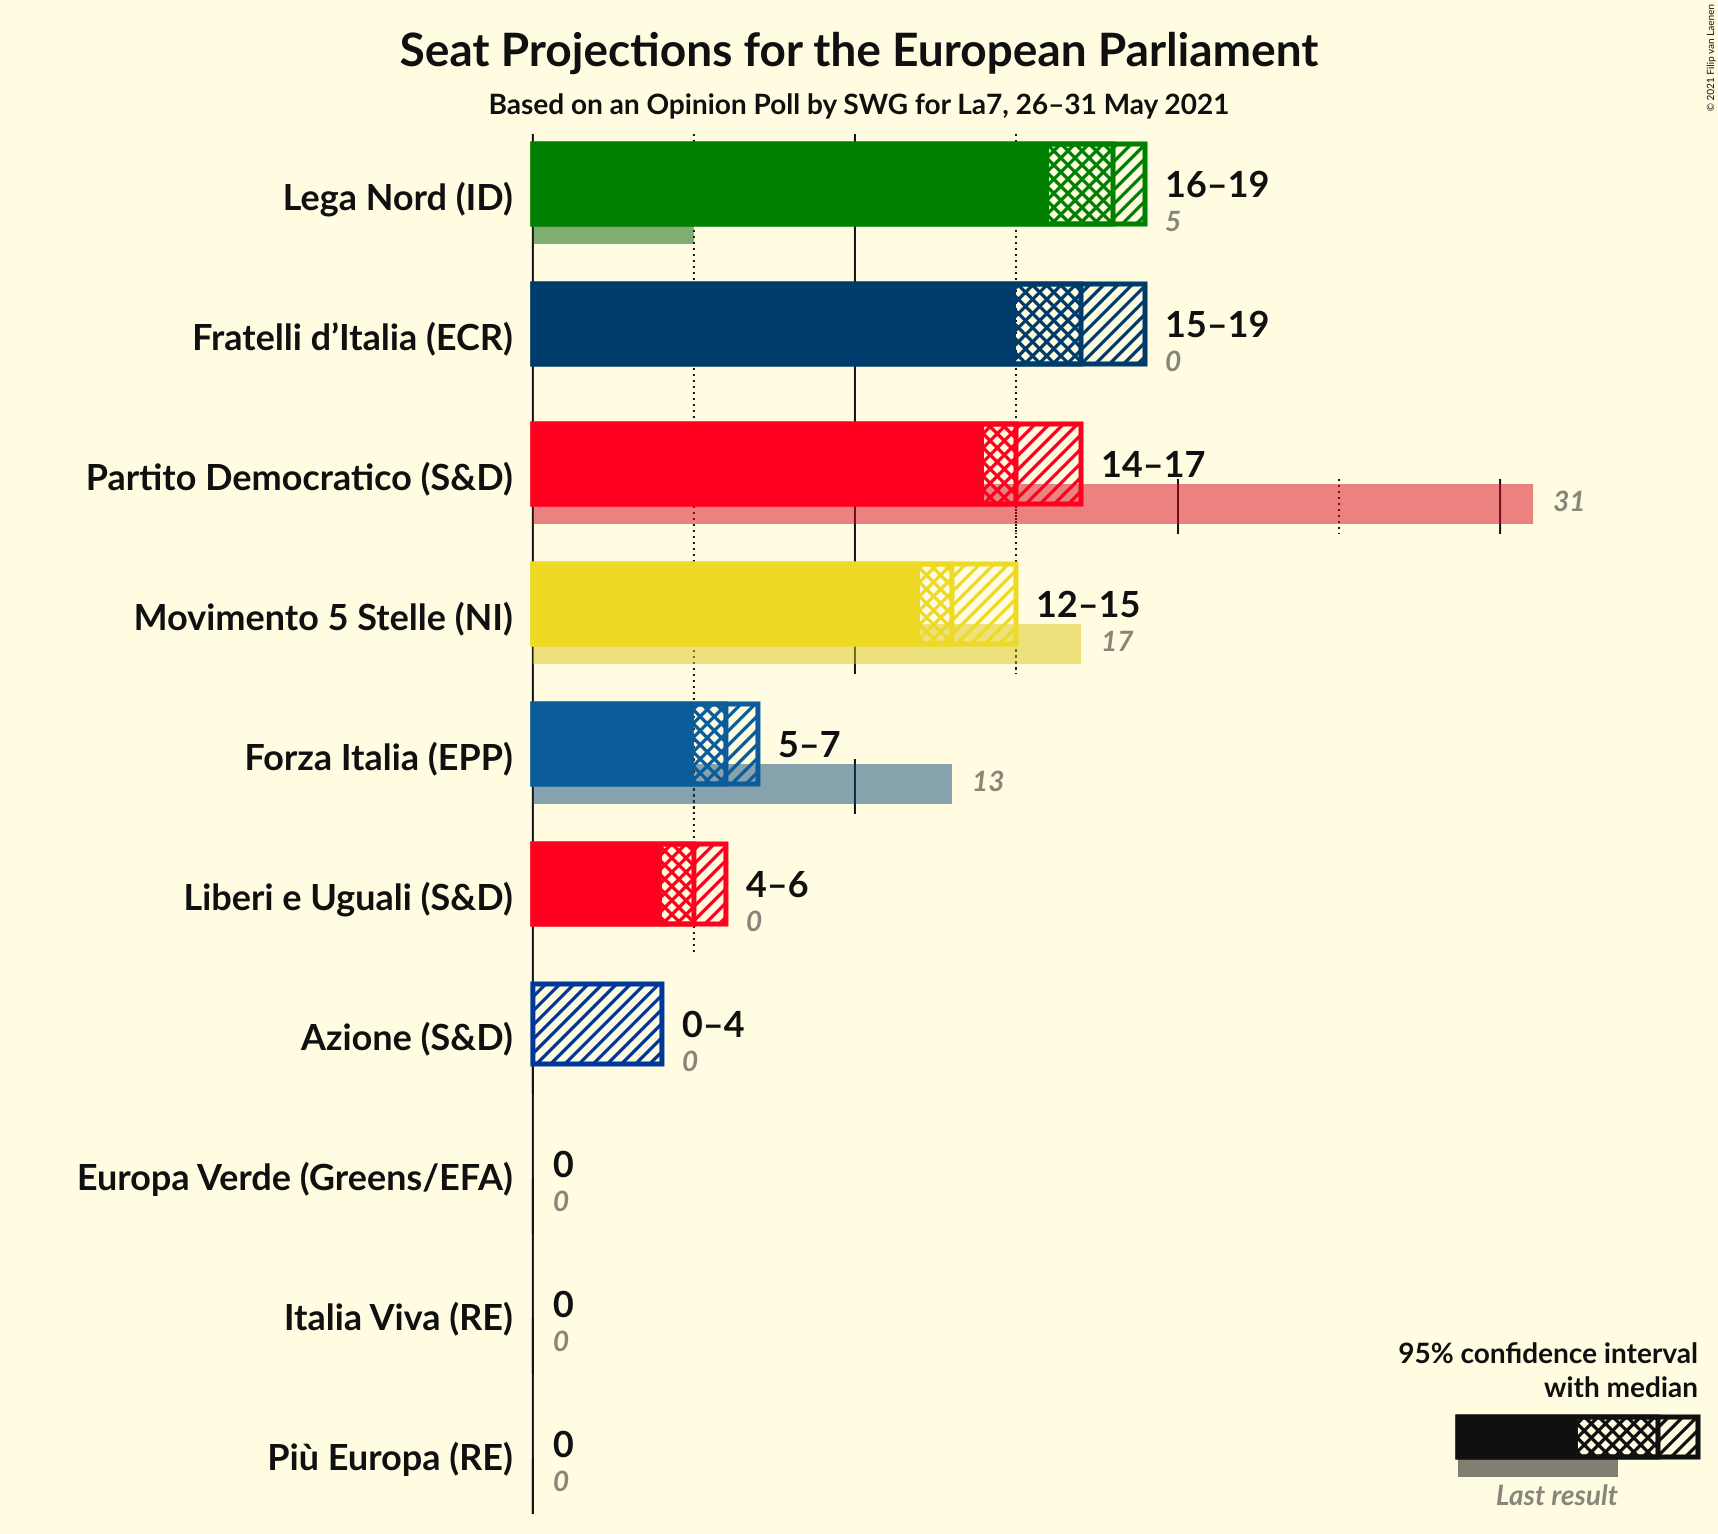 Seat Projections for the European Parliament
Based on an Opinion Poll by SWG for La7, 26–31 May 2021
© 2021 Filip van Laenen
Lega Nord (ID)
16–19
5
Fratelli d’Italia (ECR)
15–19
0
Partito Democratico (S&D)
14–17
31
Movimento 5 Stelle (NI)
12–15
17
Forza Italia (EPP)
5–7
13
Liberi e Uguali (S&D)
4–6
0
Azione (S&D)
0–4
0
Europa Verde (Greens/EFA)
0
0
Italia Viva (RE)
0
0
Più Europa (RE)
0
0
95% confidence interval
with median
Last result